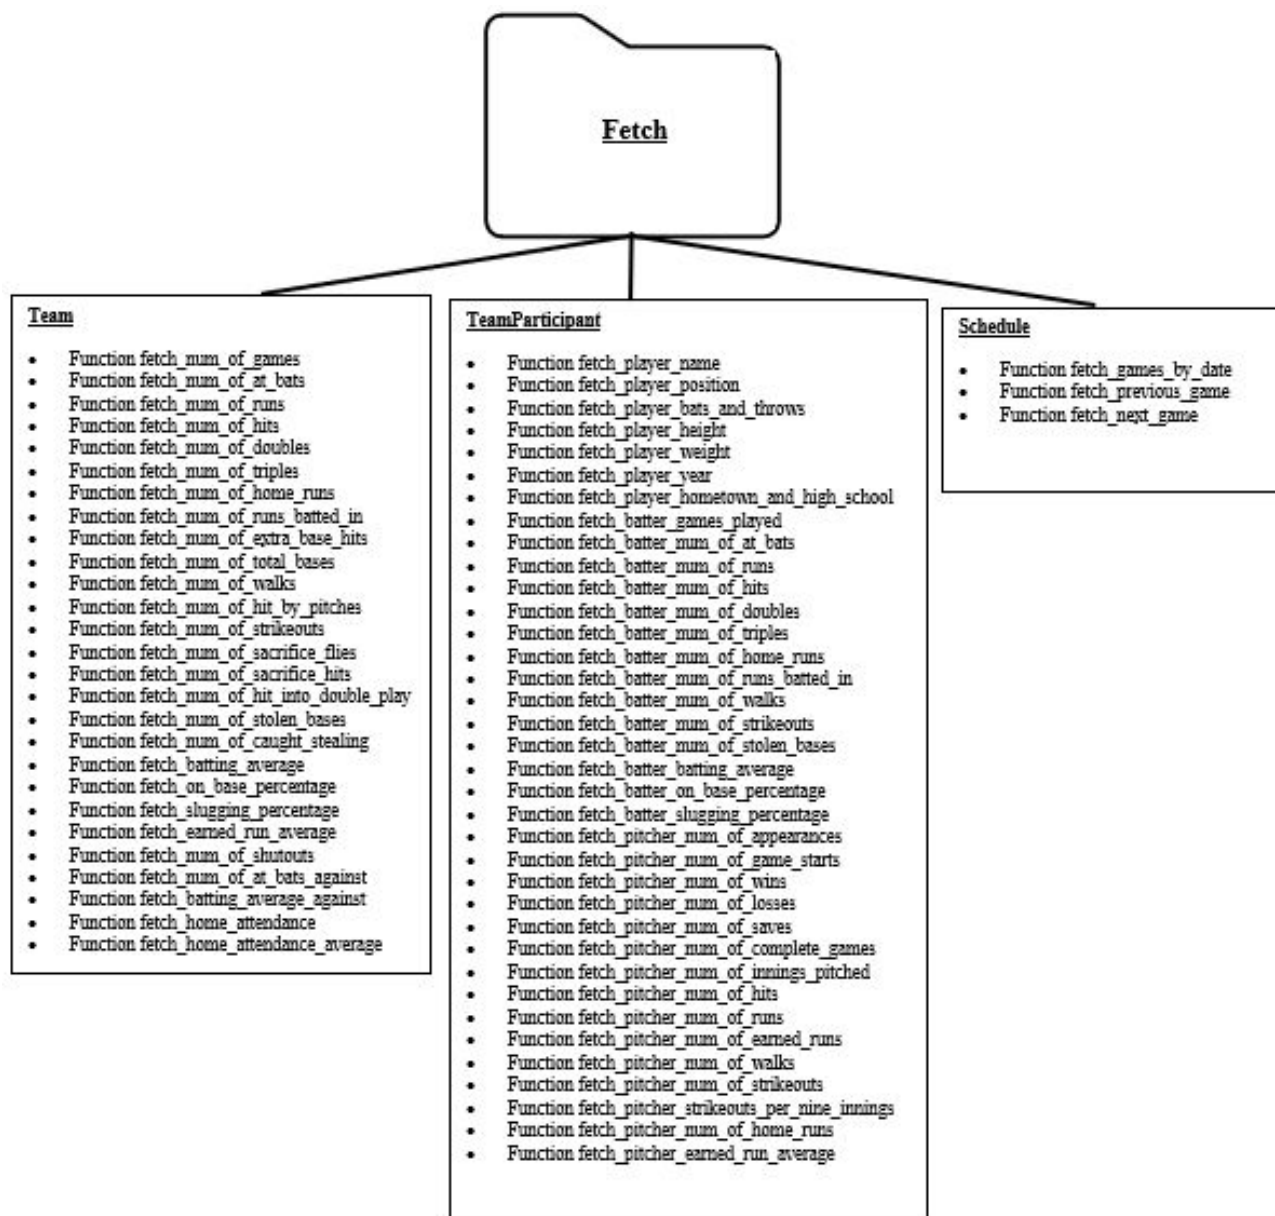 Fetch
Team
• Function fetch_num_of_games
• Function fetch_num_of_at_bats
• Function fetch_num_of_runs
• Function fetch_num_of_hits
• Function fetch_num_of_doubles
• Function fetch_num_of_triples
• Function fetch_num_of_home_runs
• Function fetch_num_of_runs_batted_in
• Function fetch_num_of_extra_base_hits
• Function fetch_num_of_total_bases
• Function fetch_num_of_walks
• Function fetch_num_of_hit_by_pitches
• Function fetch_num_of_strikeouts
• Function fetch_num_of_sacrifice_flies
• Function fetch_num_of_sacrifice_hits
• Function fetch_num_of_hit_into_double_play
• Function fetch_num_of_stolen_bases
• Function fetch_num_of_caught_stealing
• Function fetch_batting_average
• Function fetch_on_base_percentage
• Function fetch_slugging_percentage
• Function fetch_earned_run_average
• Function fetch_num_of_shutouts
• Function fetch_num_of_at_bats_against
• Function fetch_batting_average_against
• Function fetch_home_attendance
• Function fetch_home_attendance_average
TeamParticipant
• Function fetch_player_name
• Function fetch_player_position
• Function fetch_player_bats_and_throws
• Function fetch_player_height
• Function fetch_player_weight
• Function fetch_player_year
• Function fetch_player_hometown_and_high_school
• Function fetch_batter_games_played
• Function fetch_batter_num_of_at_bats
• Function fetch_batter_num_of_runs
• Function fetch_batter_num_of_hits
• Function fetch_batter_num_of_doubles
• Function fetch_batter_num_of_triples
• Function fetch_batter_num_of_home_runs
• Function fetch_batter_num_of_runs_batted_in
• Function fetch_batter_num_of_walks
• Function fetch_batter_num_of_strikeouts
• Function fetch_batter_num_of_stolen_bases
• Function fetch_batter_batting_average
• Function fetch_batter_on_base_percentage
• Function fetch_batter_slugging_percentage
• Function fetch_pitcher_num_of_appearances
• Function fetch_pitcher_num_of_game_starts
• Function fetch_pitcher_num_of_wins
• Function fetch_pitcher_num_of_losses
• Function fetch_pitcher_num_of_saves
• Function fetch_pitcher_num_of_complete_games
• Function fetch_pitcher_num_of_innings_pitched
• Function fetch_pitcher_num_of_hits
• Function fetch_pitcher_num_of_runs
• Function fetch_pitcher_num_of_earned_runs
• Function fetch_pitcher_num_of_walks
• Function fetch_pitcher_num_of_strikeouts
• Function fetch_pitcher_strikeouts_per_nine_innings
• Function fetch_pitcher_num_of_home_runs
• Function fetch_pitcher_earned_run_average
Schedule
• Function fetch_games_by_date
• Function fetch_previous_game
• Function fetch_next_game